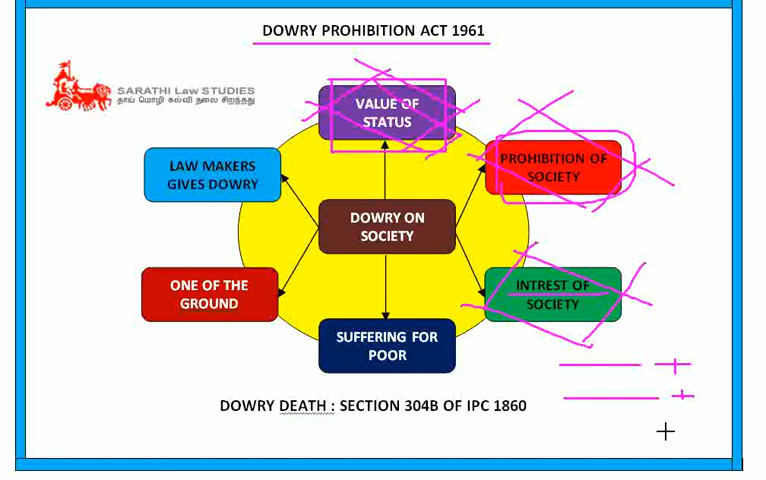 DOWRY PROHIBITION ACT 1961
SARATHI Law STUDIES
தாய் மொழி கல்வி தலை சிறந்தது
VALUE OF
STATUS
LAW MAKERS
GIVES DOWRY
PROHIBITION OF
SOCIETY
DOWRY ON
SOCIETY
ONE OF THE
GROUND
INTREST OF
SOCIETY
SUFFERING FOR
POOR
DOWRY DEATH : SECTION 304B OF IPC 1860